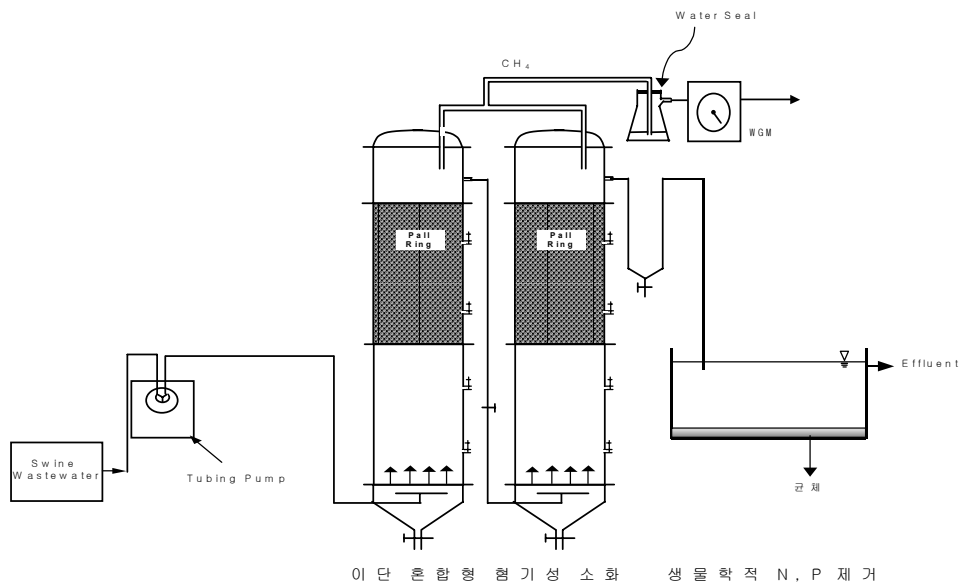 Water Seal
CH₄
WGM
Pall
Ring
Pall
Ring
Effluent
Swine
Wastewater
Tubing Pump
균체
이단 혼합형 혐기성 소화
생물학적 N, P 제거